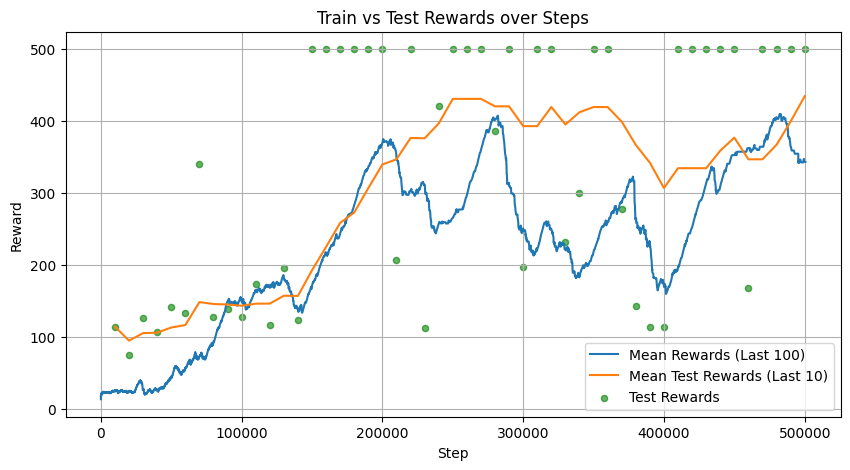 Train vs Test Rewards over Steps
Reward
500
400
300
200
100
0
0 100000 200000 300000 400000 500000
Step
Mean Rewards (Last 100)
Mean Test Rewards (Last 10)
Test Rewards